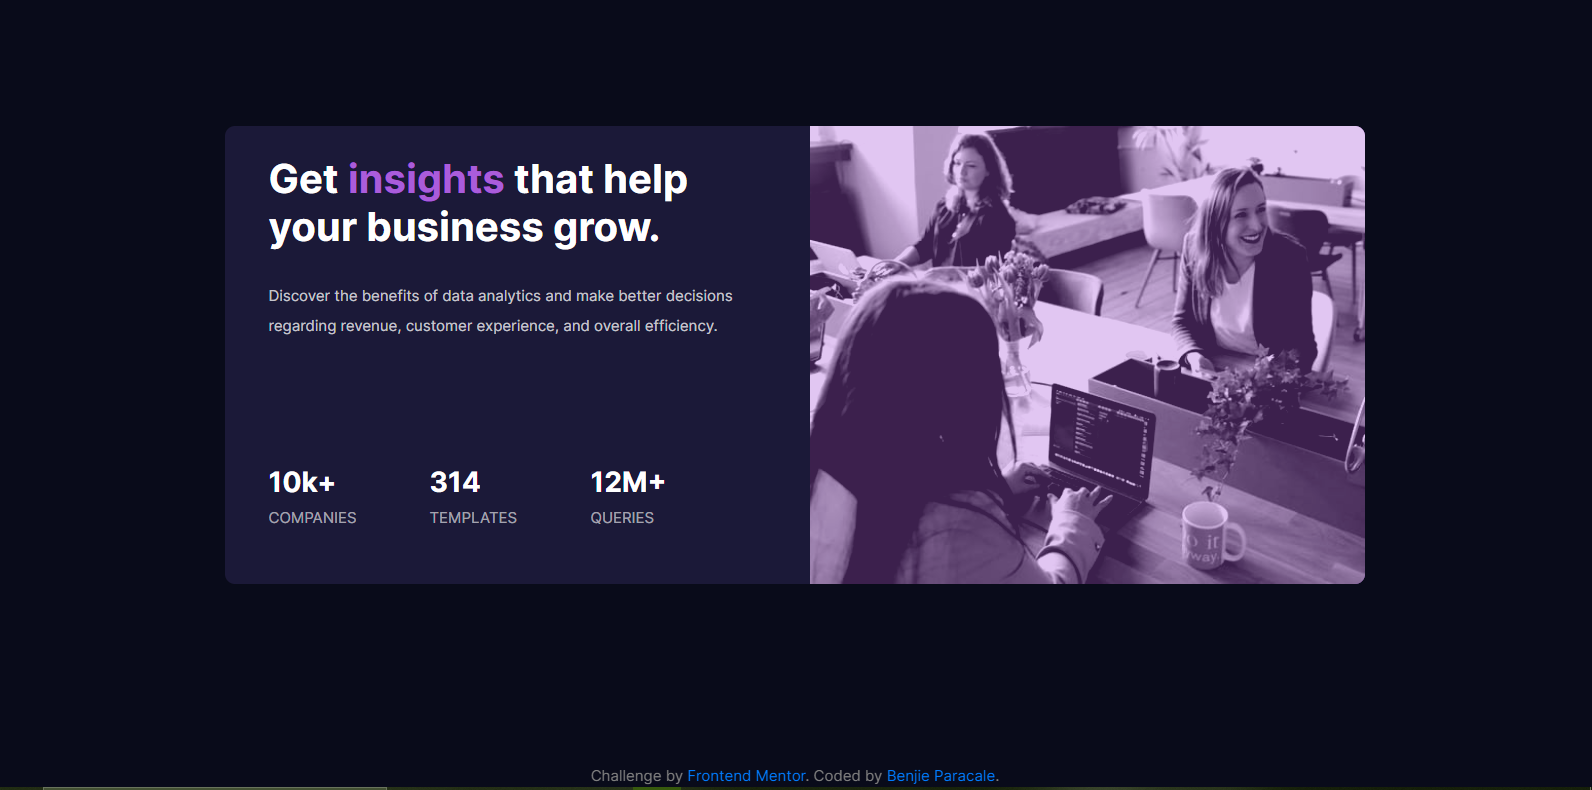 Get insights that help
your business grow.
Discover the benefits of data analytics and make better decisions
regarding revenue, customer experience, and overall efficiency.
10k+ 314 12M+
COMPANIES TEMPLATES QUERIES
Challenge by Frontend Mentor. Coded by Benjie Paracale.